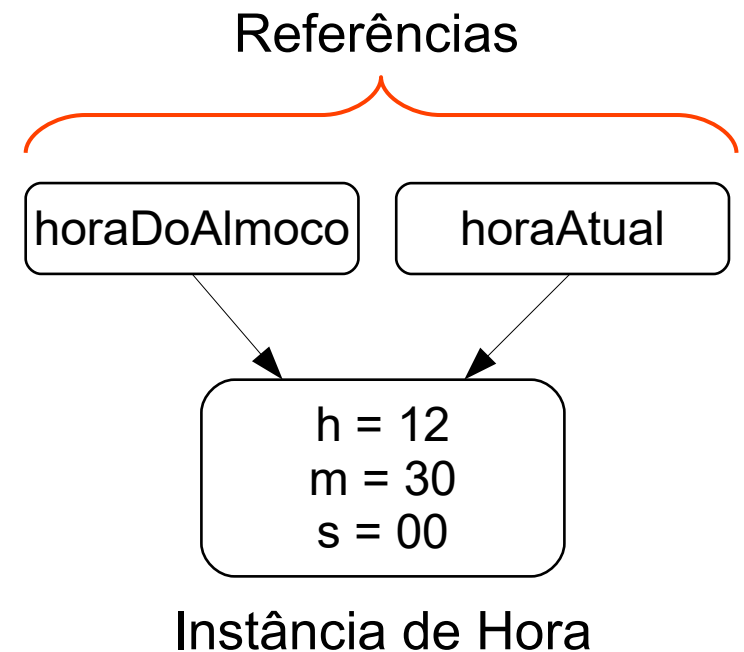 Referências
horaDoAlmoco
horaAtual
h = 12
m = 30
s = 00
Instância de Hora